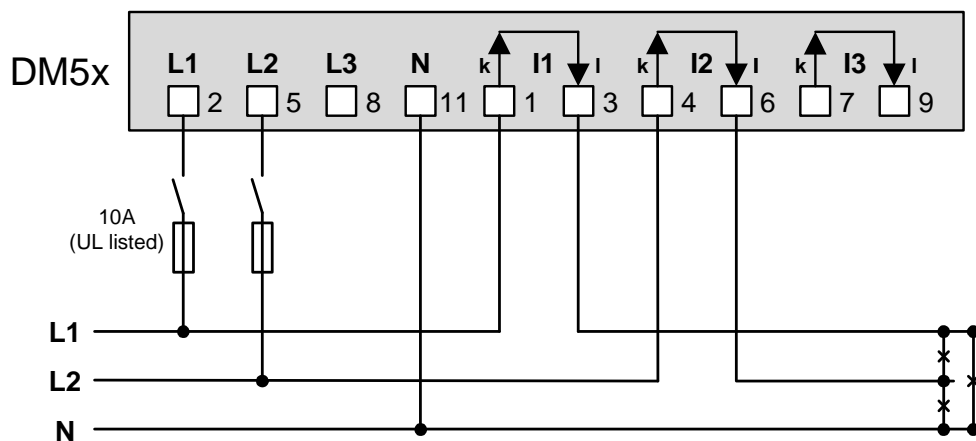 DM5x
L1 L2 L3 N k I1 l k I2 l k I3 l
2 5 8 11 1 3 4 6 7 9
10A
(UL listed)
L1
L2
N